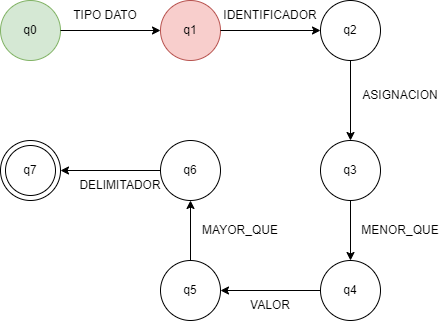 q0
TIPO DATO
q1
IDENTIFICADOR
q2
ASIGNACION
q3
MENOR_QUE
q4
VALOR
q5
MAYOR_QUE
q6
DELIMITADOR
q7